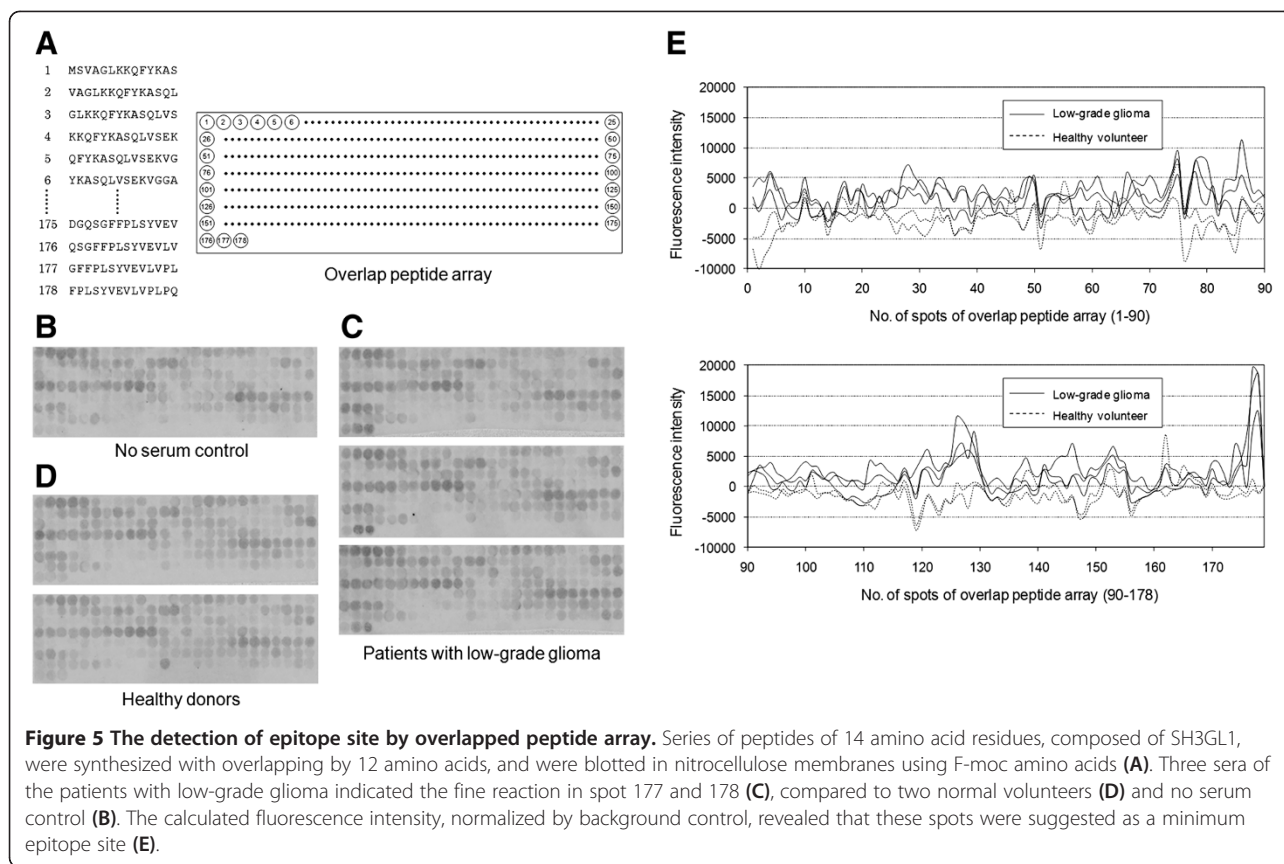 A
1 MSVAGLKKQFYKAS
2 VAGLKKQFYKASQL
3 GLKKQFYKASQLVS
4 KKQFYKASQLVSEK
5 QFYKASQLVSEKVG
6 YKASQLVSEKVGGA
175 DGQSGFFPLSYVEV
176 QSGFFPLSYVEVLV
177 GFFPLSYVEVLVPL
178 FPLSYVEVLVPLPQ
1 2 3 4 5 6 25
26 50
51 75
76 100
101 125
126 150
151 175
176 177 178
Overlap peptide array
B
No serum control
C
Patients with low-grade glioma
D
Healthy donors
E
20000
15000
10000
5000
0
-5000
-10000
Fluorescence intensity
Low-grade glioma
Healthy volunteer
0 10 20 30 40 50 60 70 80 90
No. of spots of overlap peptide array (1-90)
20000
15000
10000
5000
0
-5000
-10000
Fluorescence intensity
Low-grade glioma
Healthy volunteer
90 100 110 120 130 140 150 160 170
No. of spots of overlap peptide array (90-178)
Figure 5 The detection of epitope site by overlapped peptide array. Series of peptides of 14 amino acid residues, composed of SH3GL1,
were synthesized with overlapping by 12 amino acids, and were blotted in nitrocellulose membranes using F-moc amino acids (A). Three sera of
the patients with low-grade glioma indicated the fine reaction in spot 177 and 178 (C), compared to two normal volunteers (D) and no serum
control (B). The calculated fluorescence intensity, normalized by background control, revealed that these spots were suggested as a minimum
epitope site (E).